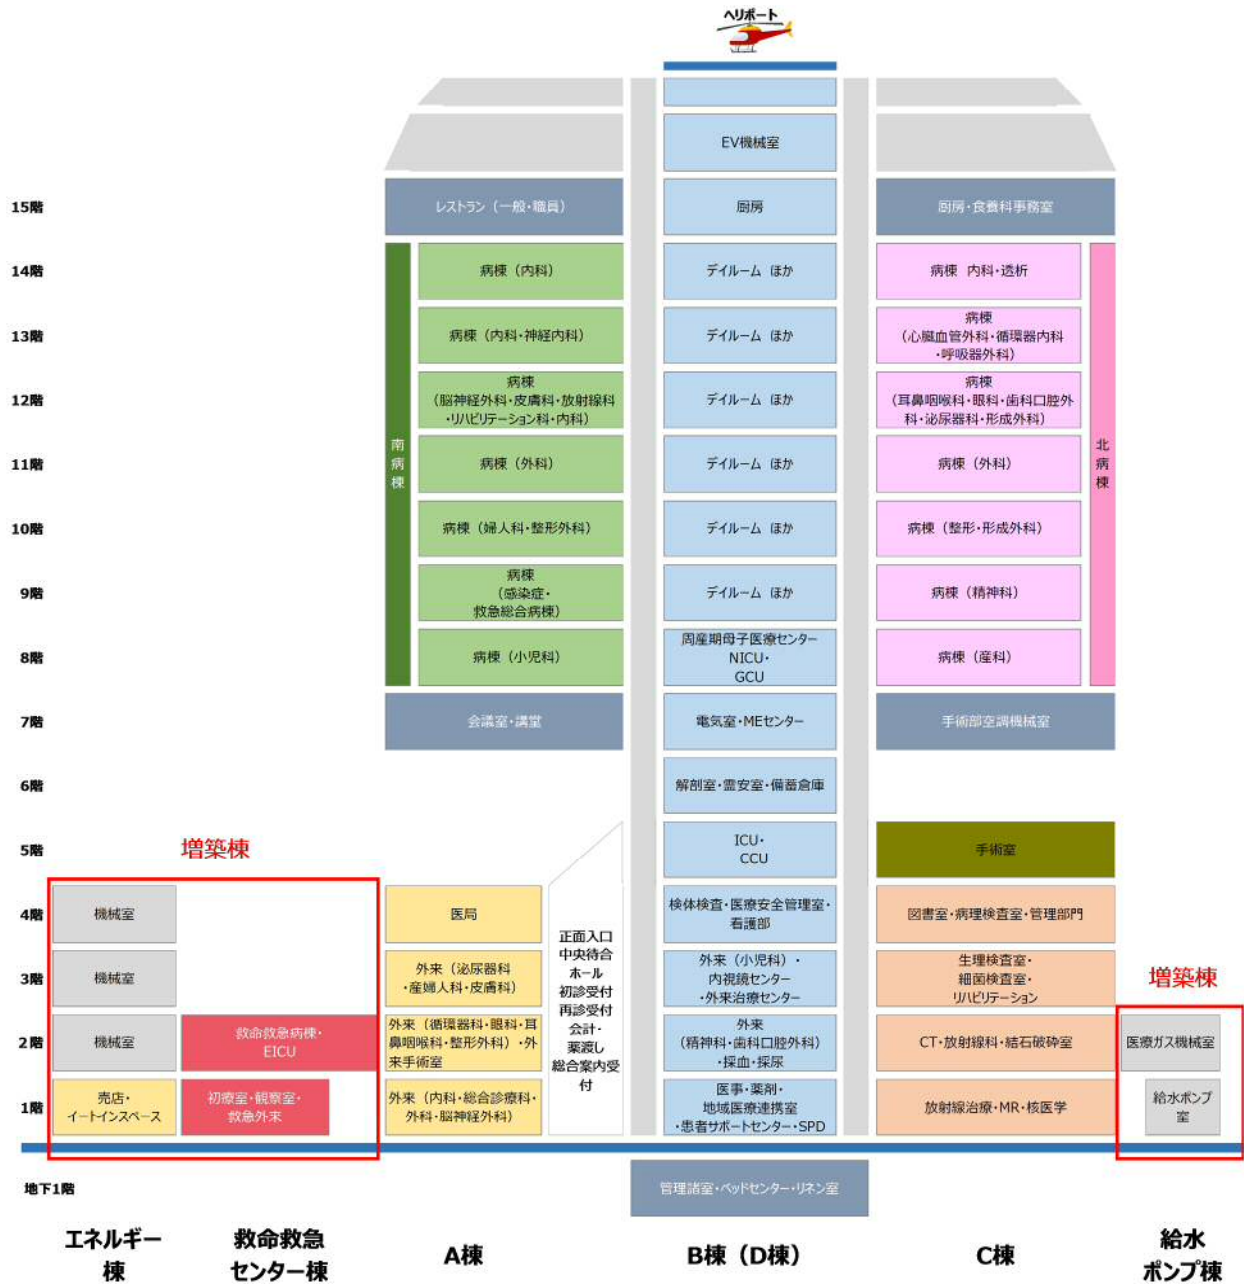 ヘリポート
EV機械室
15階
レストラン（一般・職員）
厨房
厨房・食養科事務室
14階
病棟（内科）
デイルーム ほか
病棟 内科・透析
13階
病棟（内科・神経内科）
デイルーム ほか
病棟
（心臓血管外科・循環器内科
・呼吸器外科）
12階
病棟
（脳神経外科・皮膚科・放射線科
・リハビリテーション科・内科）
デイルーム ほか
病棟
（耳鼻咽喉科・眼科・歯科口腔外
科・泌尿器科・形成外科）
南病棟
北病棟
11階
病棟（外科）
デイルーム ほか
病棟（外科）
10階
病棟（婦人科・整形外科）
デイルーム ほか
病棟（整形・形成外科）
9階
病棟
（感染症・
救急総合病棟）
デイルーム ほか
病棟（精神科）
8階
病棟（小児科）
周産期母子医療センター
NICU・
GCU
病棟（産科）
7階
会議室・講堂
電気室・MEセンター
手術部空調機械室
6階
解剖室・霊安室・備蓄倉庫
5階
増築棟
ICU・
CCU
手術室
4階
機械室
医局
検体検査・医療安全管理室・
看護部
図書室・病理検査室・管理部門
正面入口
中央待合
ホール
初診受付
再診受付
会計・
薬渡し
総合案内受
付
3階
機械室
外来（泌尿器科
・産婦人科・皮膚科）
外来（小児科）・
内視鏡センター
・外来治療センター
生理検査室・
細菌検査室・
リハビリテーション
増築棟
2階
機械室
救命救急病棟・
EICU
外来（循環器科・眼科・耳
鼻咽喉科・整形外科）・外
来手術室
外来
（精神科・歯科口腔外科）
・採血・採尿
CT・放射線科・結石破砕室
医療ガス機械室
1階
売店・
イートインスペース
初療室・観察室・
救急外来
外来（内科・総合診療科・
外科・脳神経外科）
医事・薬剤・
地域医療連携室
・患者サポートセンター・SPD
放射線治療・MR・核医学
給水ポンプ
室
地下1階
管理諸室・ベッドセンター・リネン室
エネルギー
棟
救命救急
センター棟
A棟
B棟（D棟）
C棟
給水
ポンプ棟